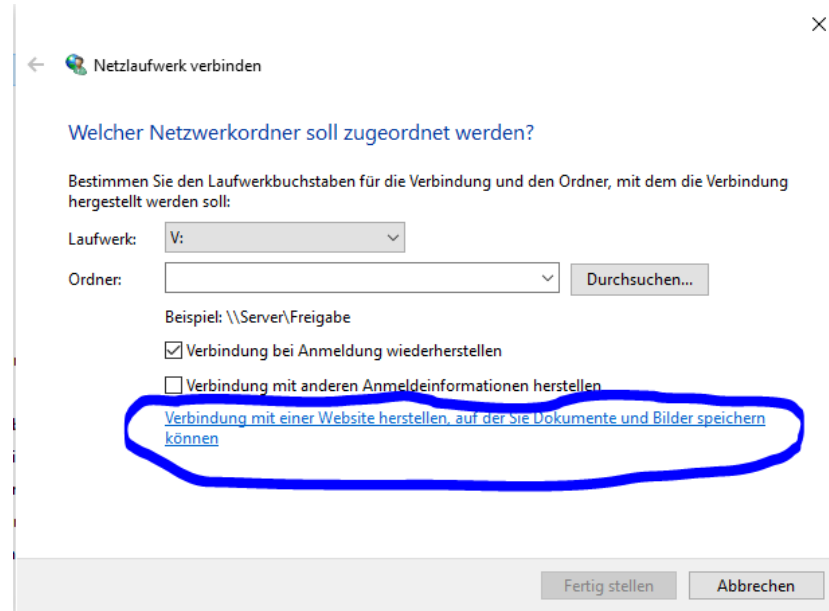 Netzlaufwerk verbinden
Welcher Netzwerkordner soll zugeordnet werden?
Bestimmen Sie den Laufwerkbuchstaben für die Verbindung und den Ordner, mit dem die Verbindung
hergestellt werden soll:
Laufwerk: V:
Ordner: Durchsuchen...
Beispiel: \\Server\Freigabe
Verbindung bei Anmeldung wiederherstellen
Verbindung mit anderen Anmeldeinformationen herstellen
Verbindung mit einer Website herstellen, auf der Sie Dokumente und Bilder speichern
können
Fertig stellen Abbrechen